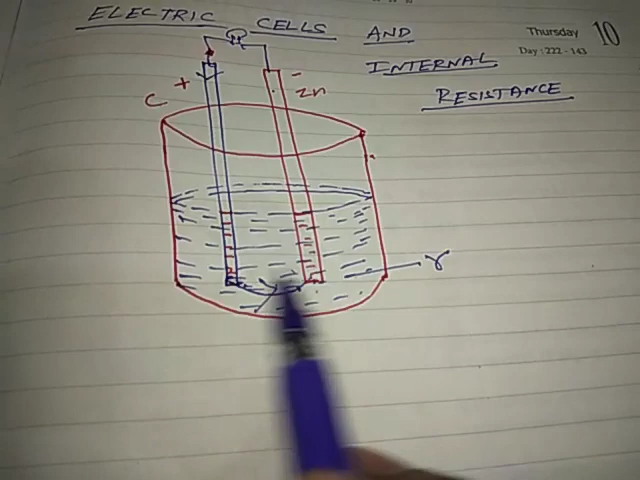 ELECTRIC CELLS AND
INTERNAL
RESISTANCE
Thursday 10
Day : 222 - 143
C + - Zn
r